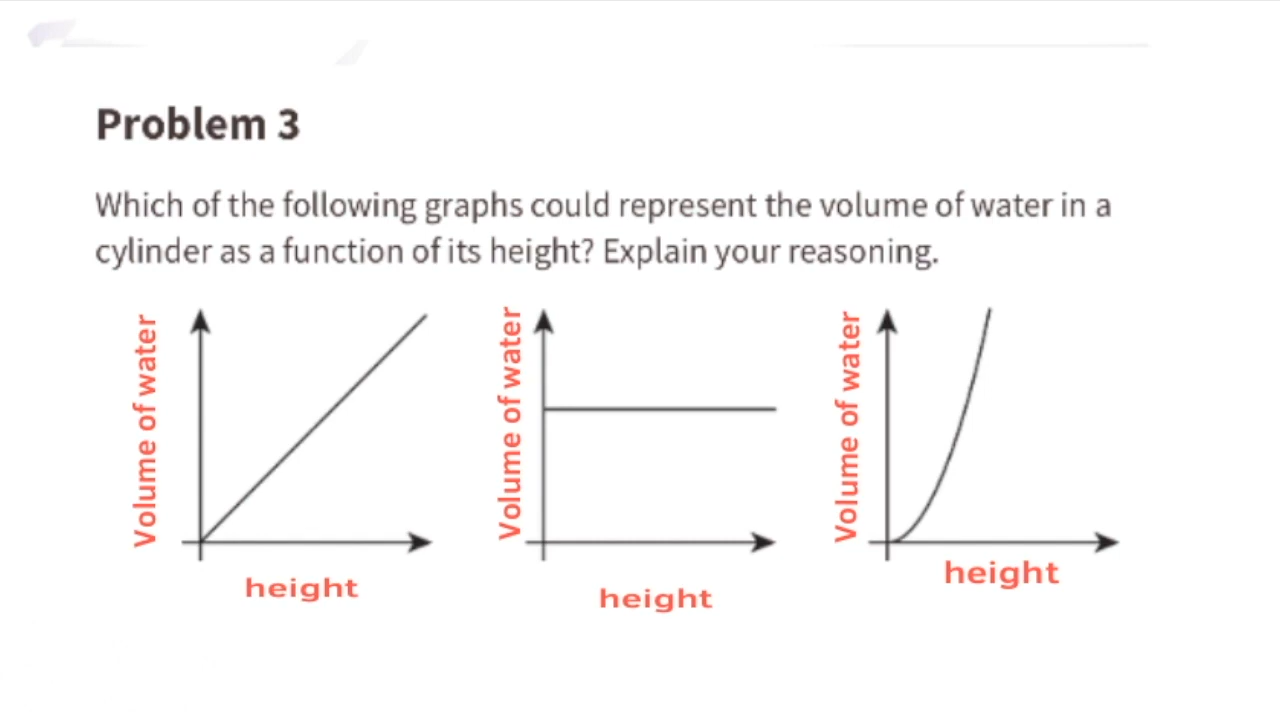 Problem 3
Which of the following graphs could represent the volume of water in a
cylinder as a function of its height? Explain your reasoning.
Volume of water
height
Volume of water
height
Volume of water
height